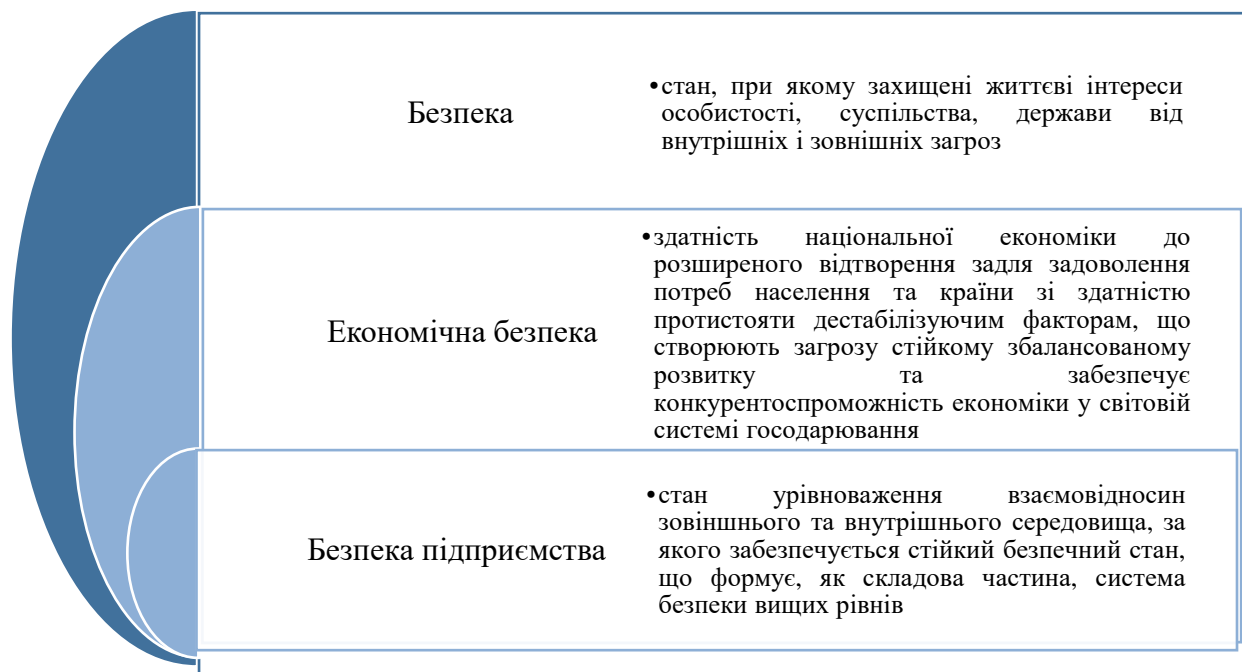 Безпека
•стан, при якому захищені життєві інтереси
особистості, суспільства, держави від
внутрішніх і зовнішніх загроз
Економічна безпека
•здатність національної економіки до
розширеного відтворення задля задоволення
потреб населення та країни зі здатністю
протистояти дестабілізуючим факторам, що
створюють загрозу стійкому збалансованому
розвитку та забезпечує
конкурентоспроможність економіки у світовій
системі госодарювання
Безпека підприємства
•стан урівноваження взаємовідносин
зовіншнього та внутрішнього середовища, за
якого забезпечується стійкий безпечний стан,
що формує, як складова частина, система
безпеки вищих рівнів